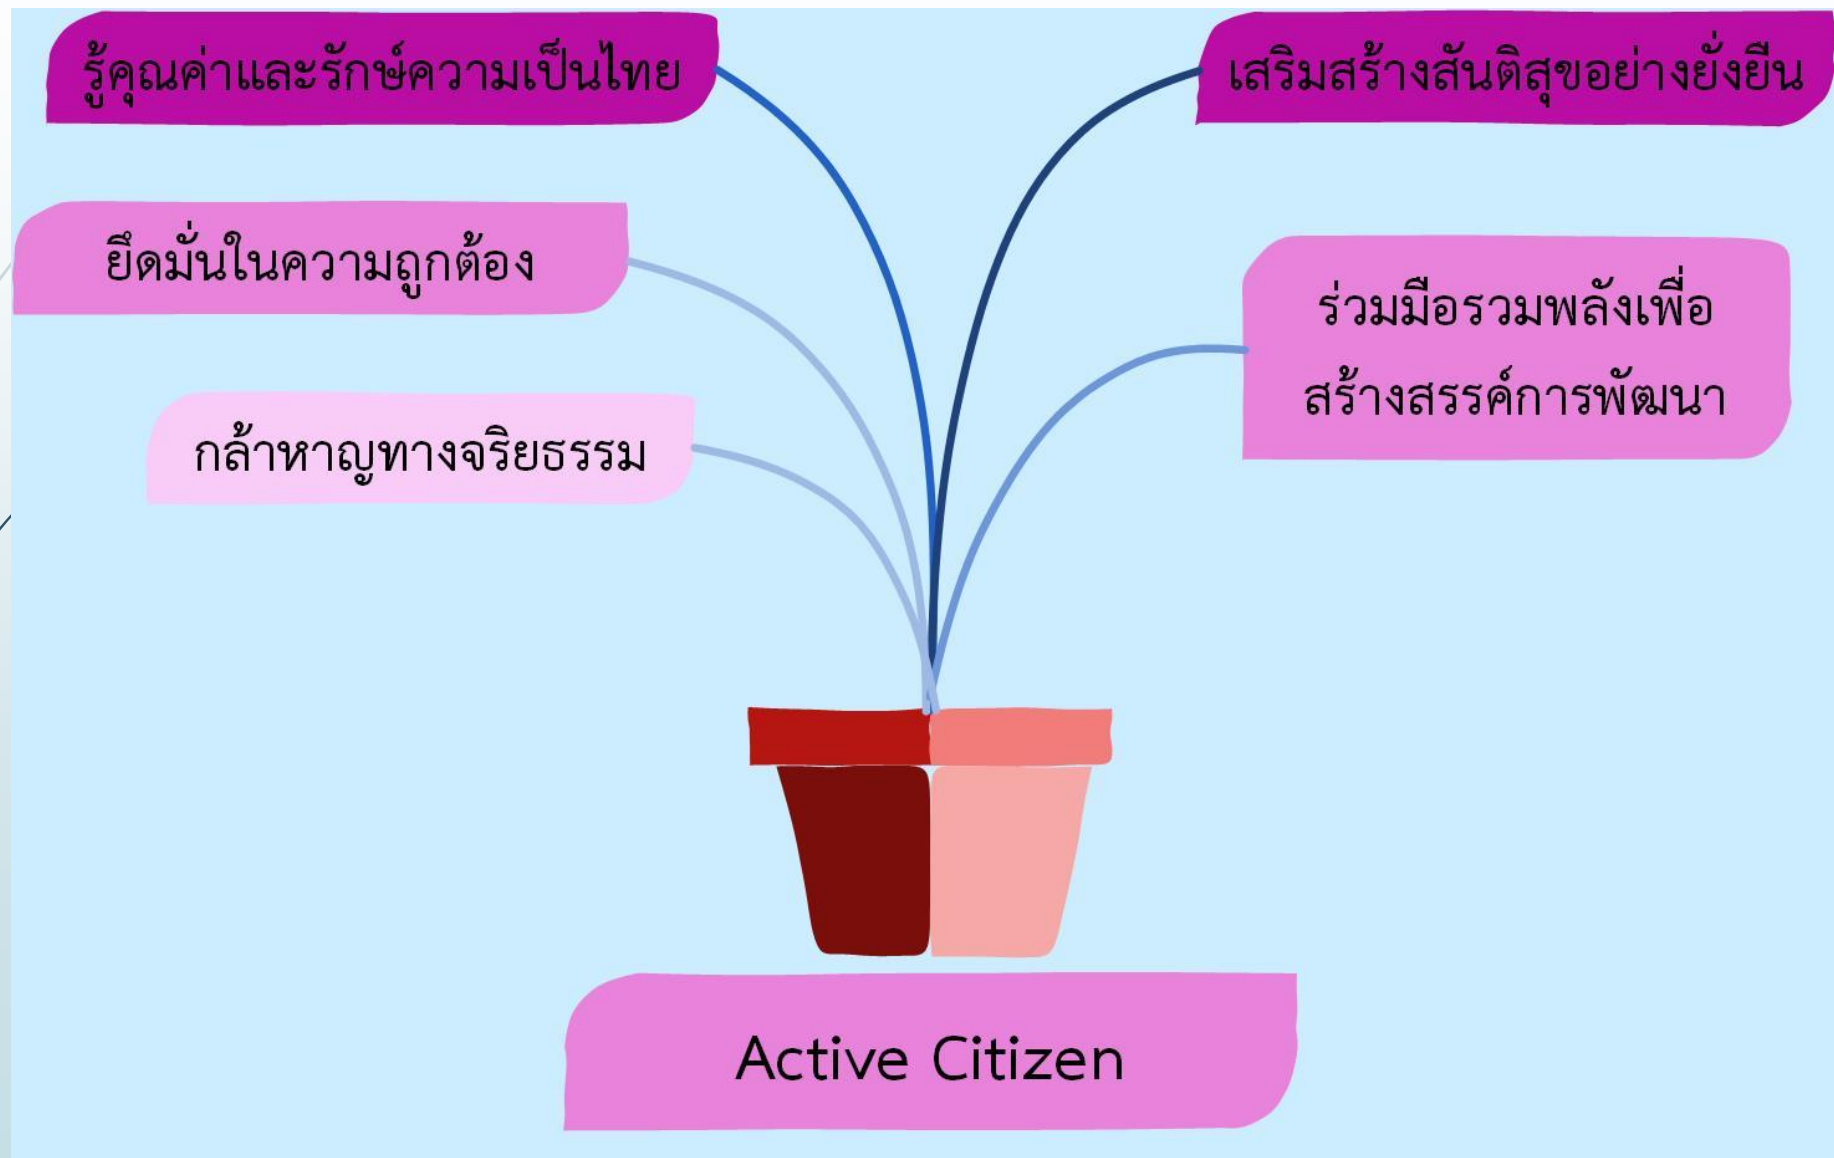 รู้คุณค่าและรักษ์ความเป็นไทย
เสริมสร้างสันติสุขอย่างยั่งยืน
ยึดมั่นในความถูกต้อง
ร่วมมือรวมพลังเพื่อ
สร้างสรรค์การพัฒนา
กล้าหาญทางจริยธรรม
Active Citizen